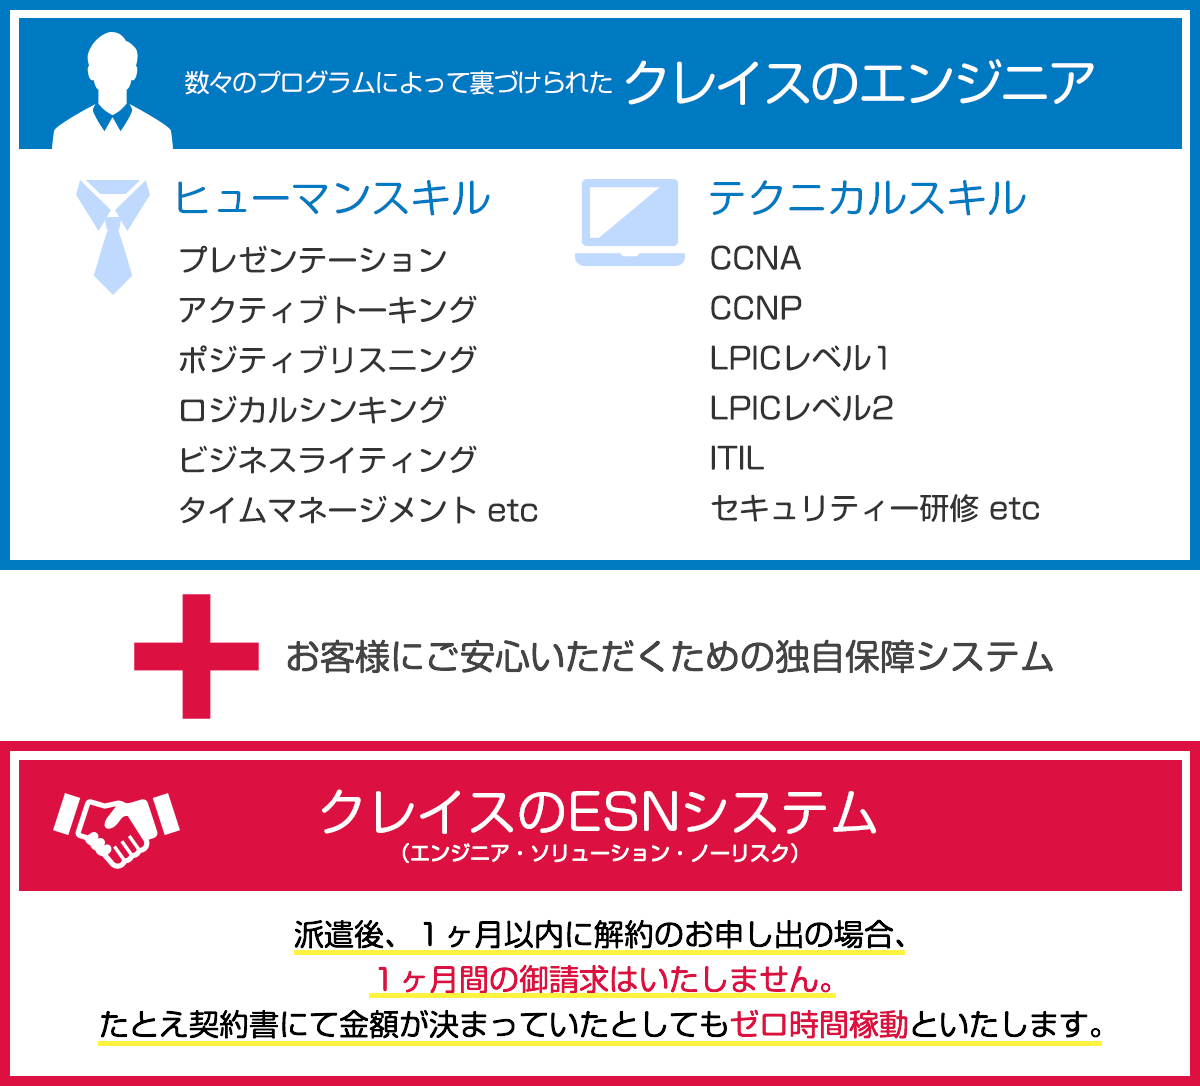 数々のプログラムによって裏づけられた クレイスのエンジニア
ヒューマンスキル
プレゼンテーション
アクティブトーキング
ポジティブリスニング
ロジカルシンキング
ビジネスライティング
タイムマネージメント etc
テクニカルスキル
CCNA
CCNP
LPICレベル1
LPICレベル2
ITIL
セキュリティー研修 etc
お客様にご安心いただくための独自保障システム
クレイスのESNシステム
（エンジニア・ソリューション・ノーリスク）
派遣後、１ヶ月以内に解約のお申し出の場合、
１ヶ月間の御請求はいたしません。
たとえ契約書にて金額が決まっていたとしてもゼロ時間稼動といたします。